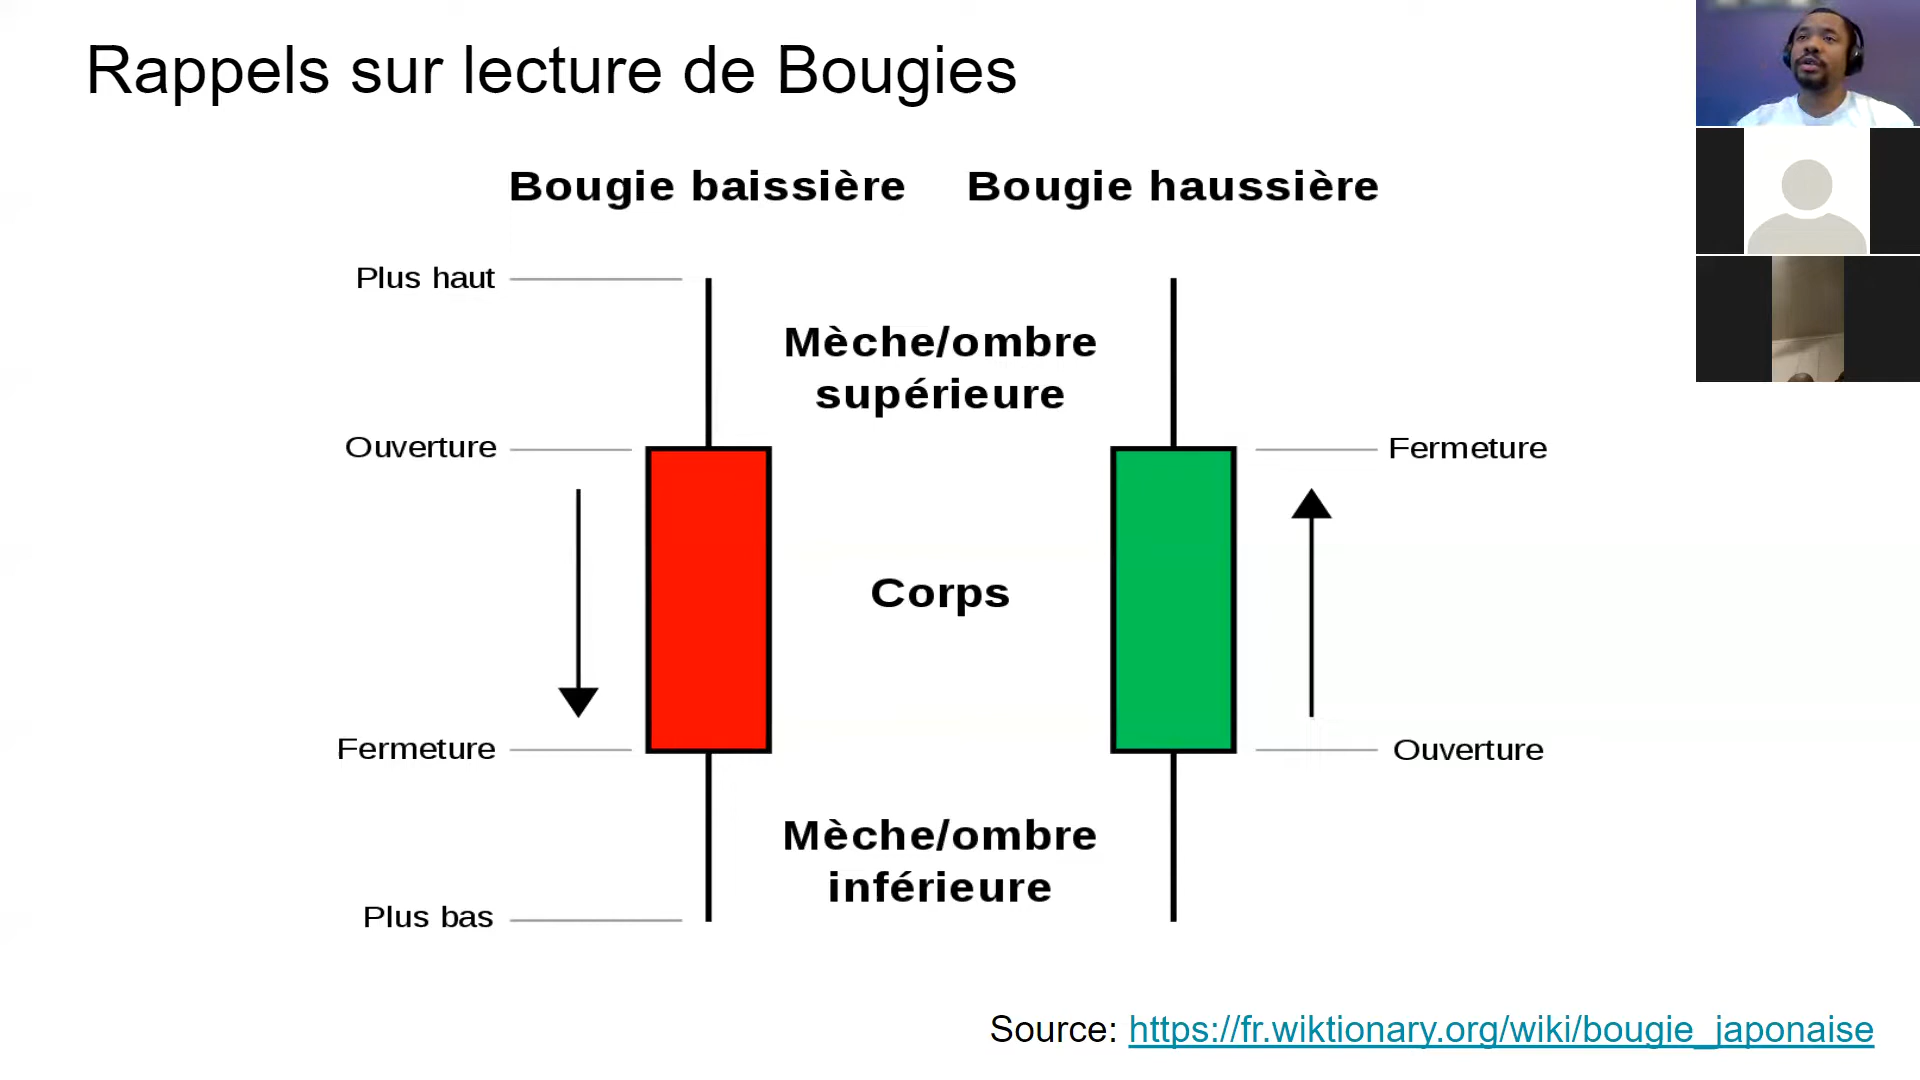 Rappels sur lecture de Bougies
Bougie baissière
Bougie haussière
Plus haut
Mèche/ombre
supérieure
Ouverture
Fermeture
Corps
Fermeture
Ouverture
Mèche/ombre
inférieure
Plus bas
Source: https://fr.wiktionary.org/wiki/bougie_japonaise